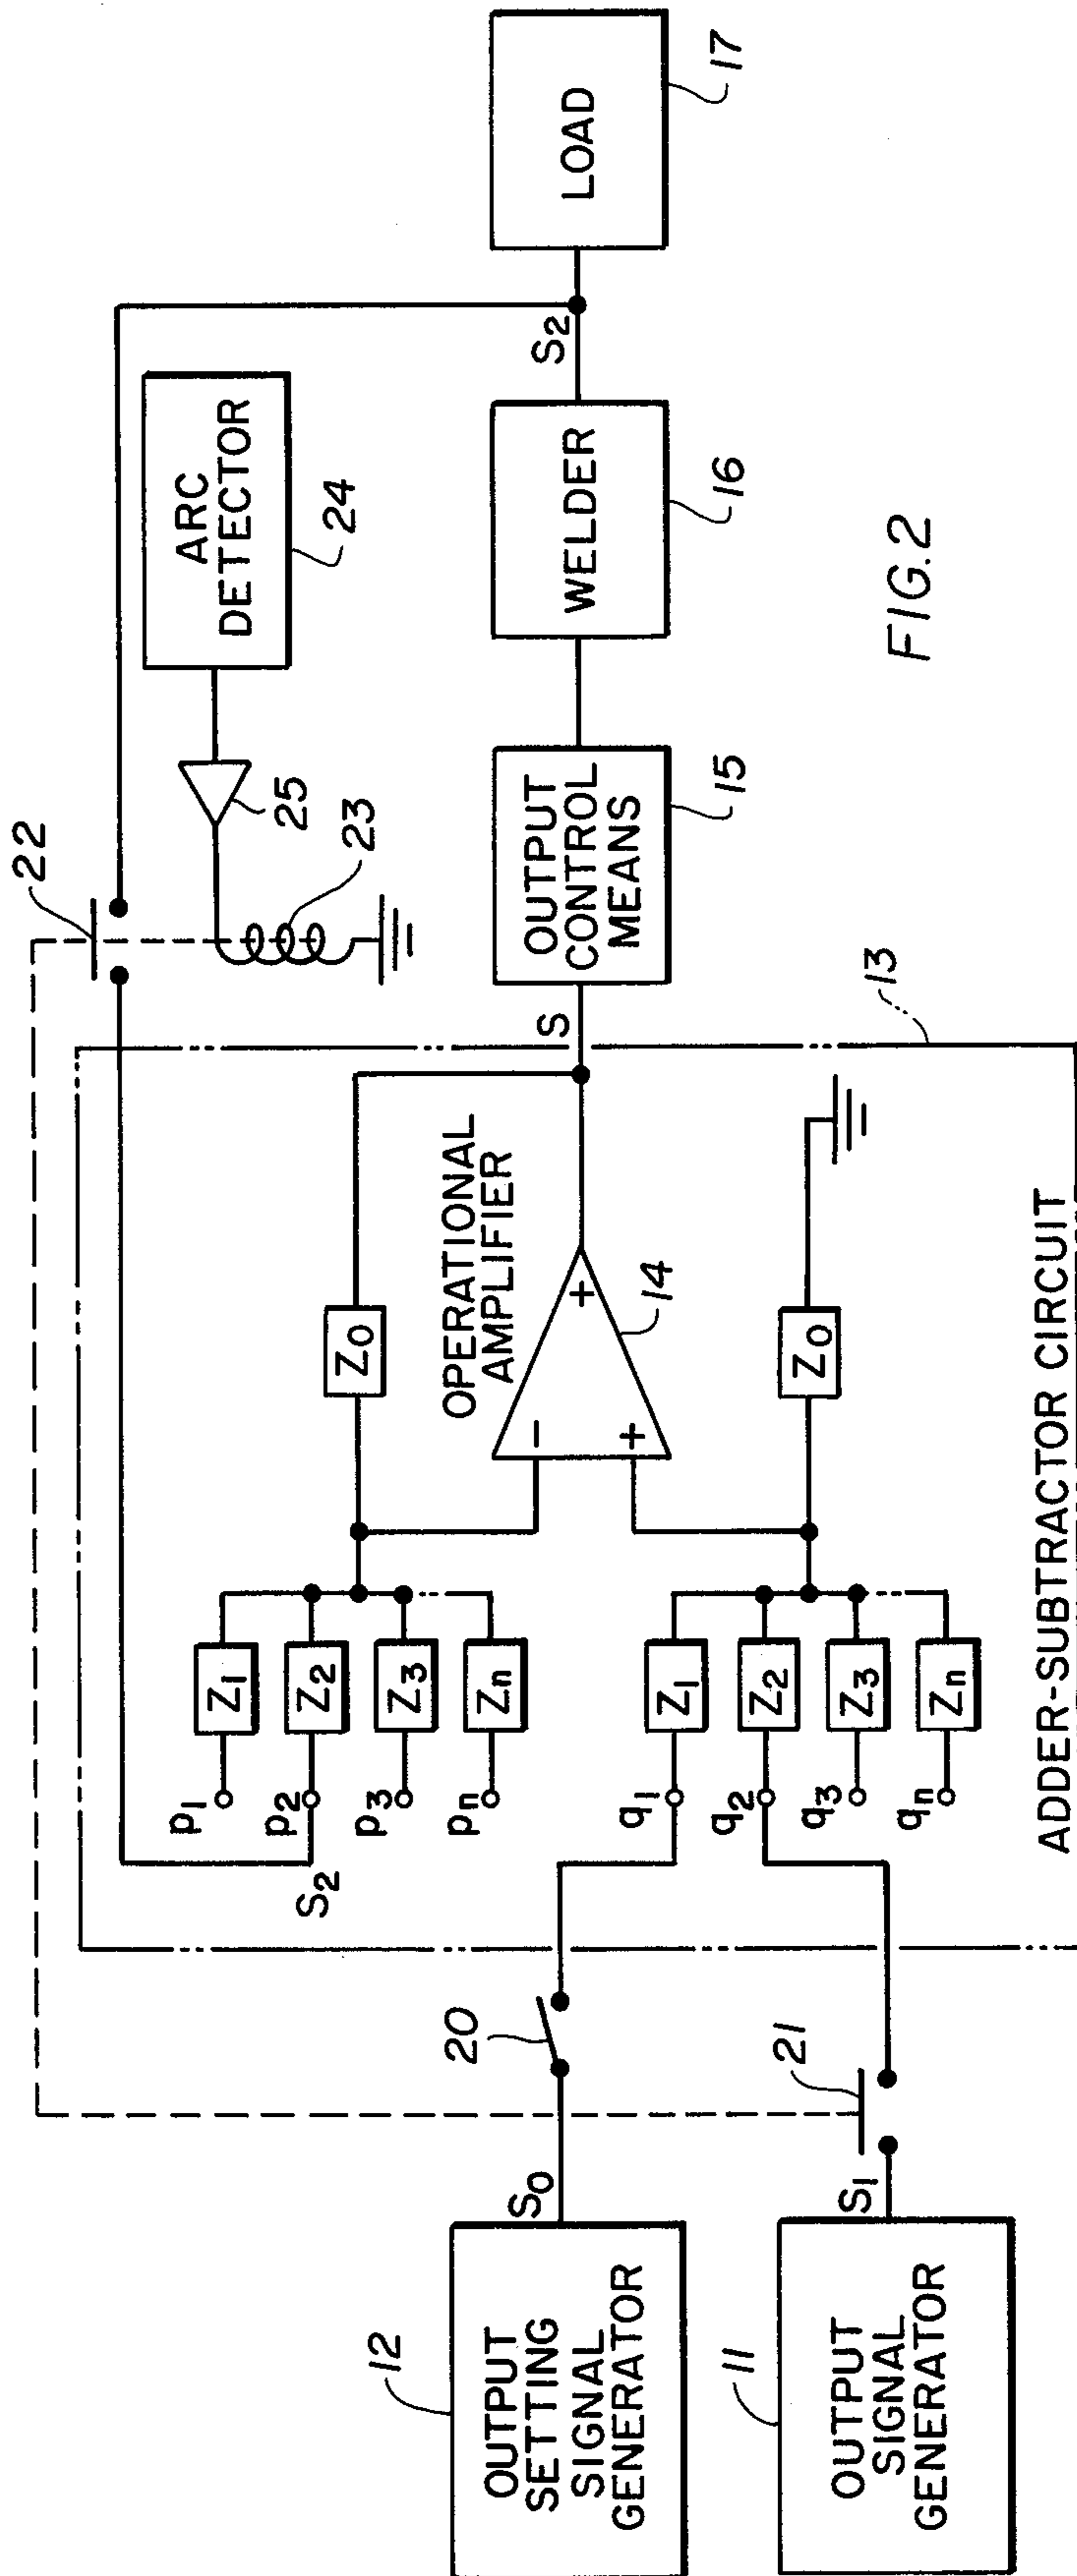 22
ARC
DETECTOR
24
25
23
S2
LOAD
17
WELDER
16
OUTPUT
CONTROL
MEANS
15
S
13
OPERATIONAL
AMPLIFIER
14
-
+
+
Z0
Z0
p1
Z1
p2
Z2
p3
Z3
pn
Zn
S2
q1
Z1
q2
Z2
q3
Z3
qn
Zn
ADDER-SUBTRACTOR CIRCUIT
20
21
S0
S1
12
OUTPUT
SETTING
SIGNAL
GENERATOR
11
OUTPUT
SIGNAL
GENERATOR
FIG.2